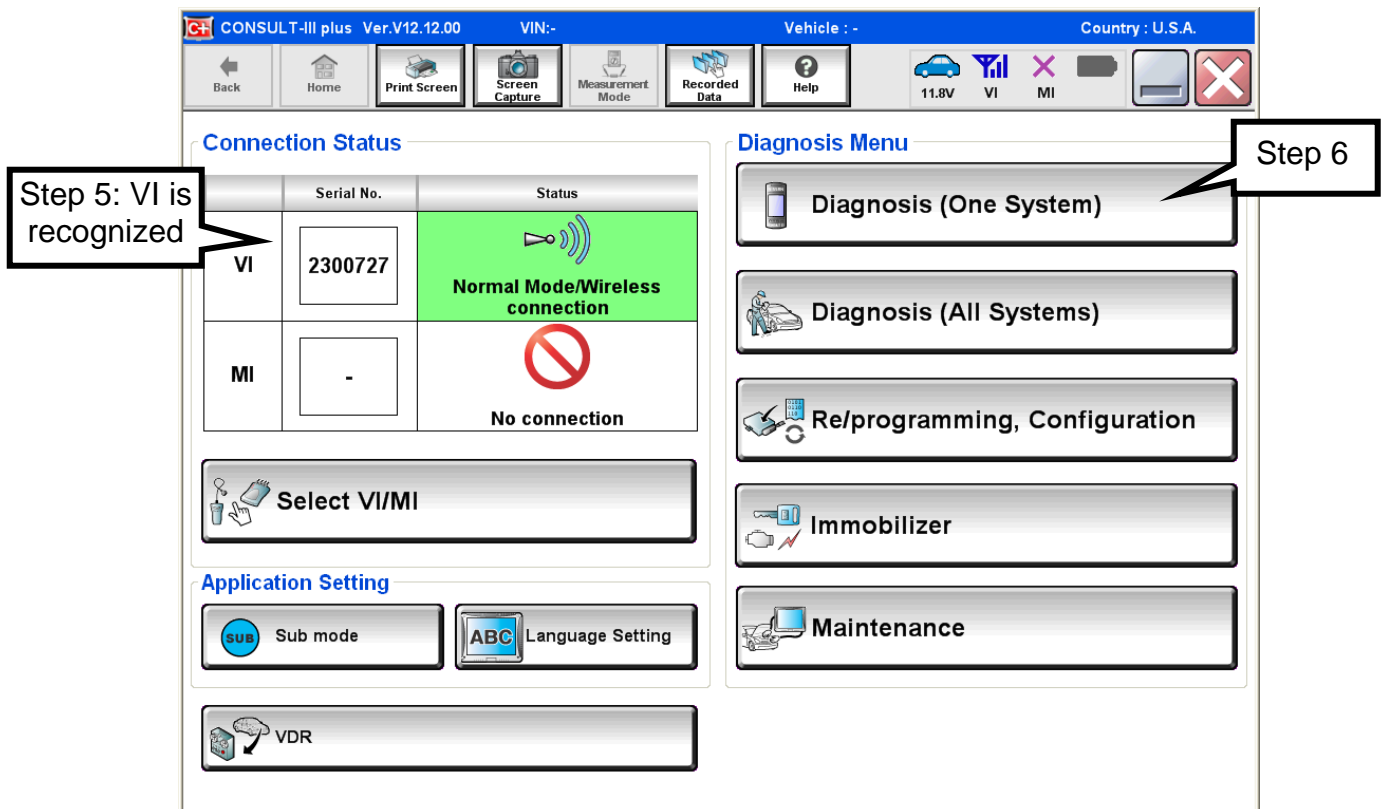 C+ CONSULT-III plus Ver.V12.12.00 VIN:- Vehicle : - Country : U.S.A.
Back
Home
Print Screen
Screen
Capture
Measurement
Mode
Recorded
Data
Help
11.8V
VI
MI
Connection Status
Serial No.
Status
VI
2300727
Normal Mode/Wireless
connection
MI
-
No connection
Step 5: VI is
recognized
Select VI/MI
Application Setting
SUB Sub mode
ABC Language Setting
VDR
Diagnosis Menu
Step 6
Diagnosis (One System)
Diagnosis (All Systems)
Re/programming, Configuration
Immobilizer
Maintenance